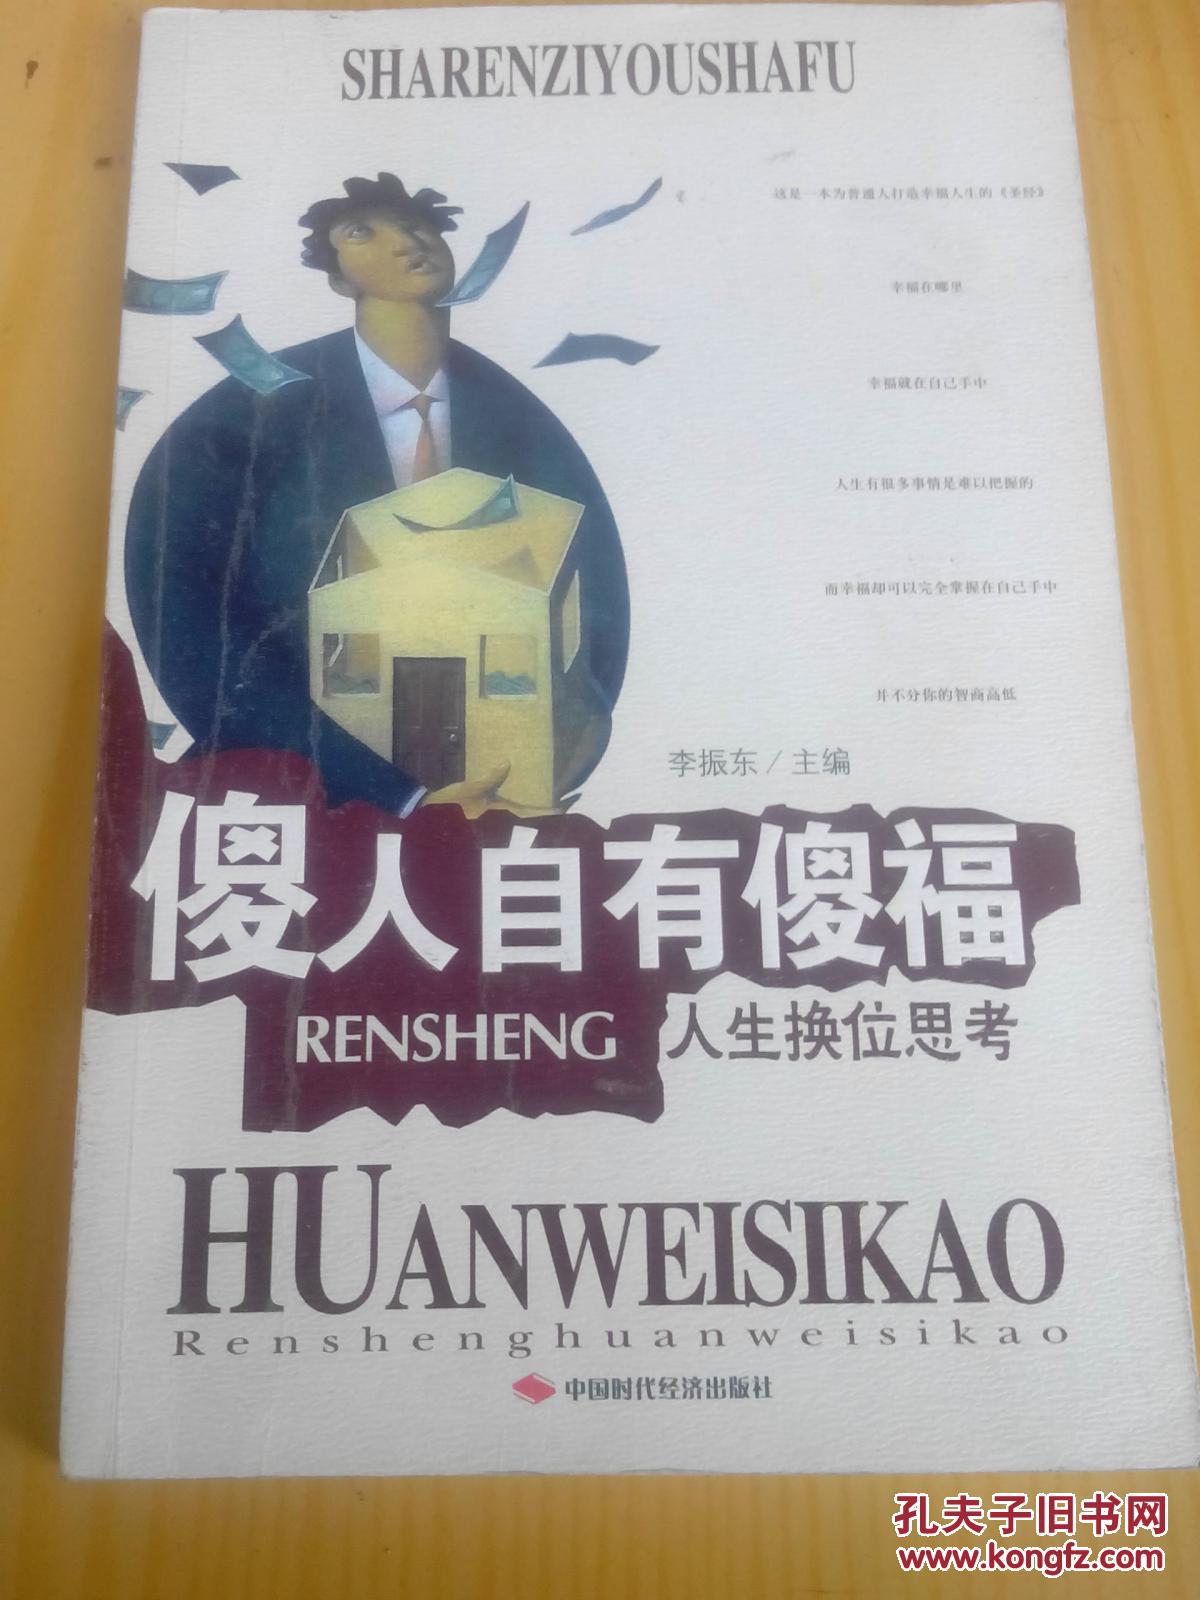 SHARENZIYOUSHAFU
这是一本为普通人打造幸福人生的《圣经》
幸福在哪里
幸福就在自己手中
人生有很多事情是难以把握的
而幸福却可以完全掌握在自己手中
并不分你的智商高低
李振东/主编
傻人自有傻福
RENSHENG 人生换位思考
HUANWEISIKAO
Renshenghuanweisikao
中国时代经济出版社
孔夫子旧书网
www.kongfz.com